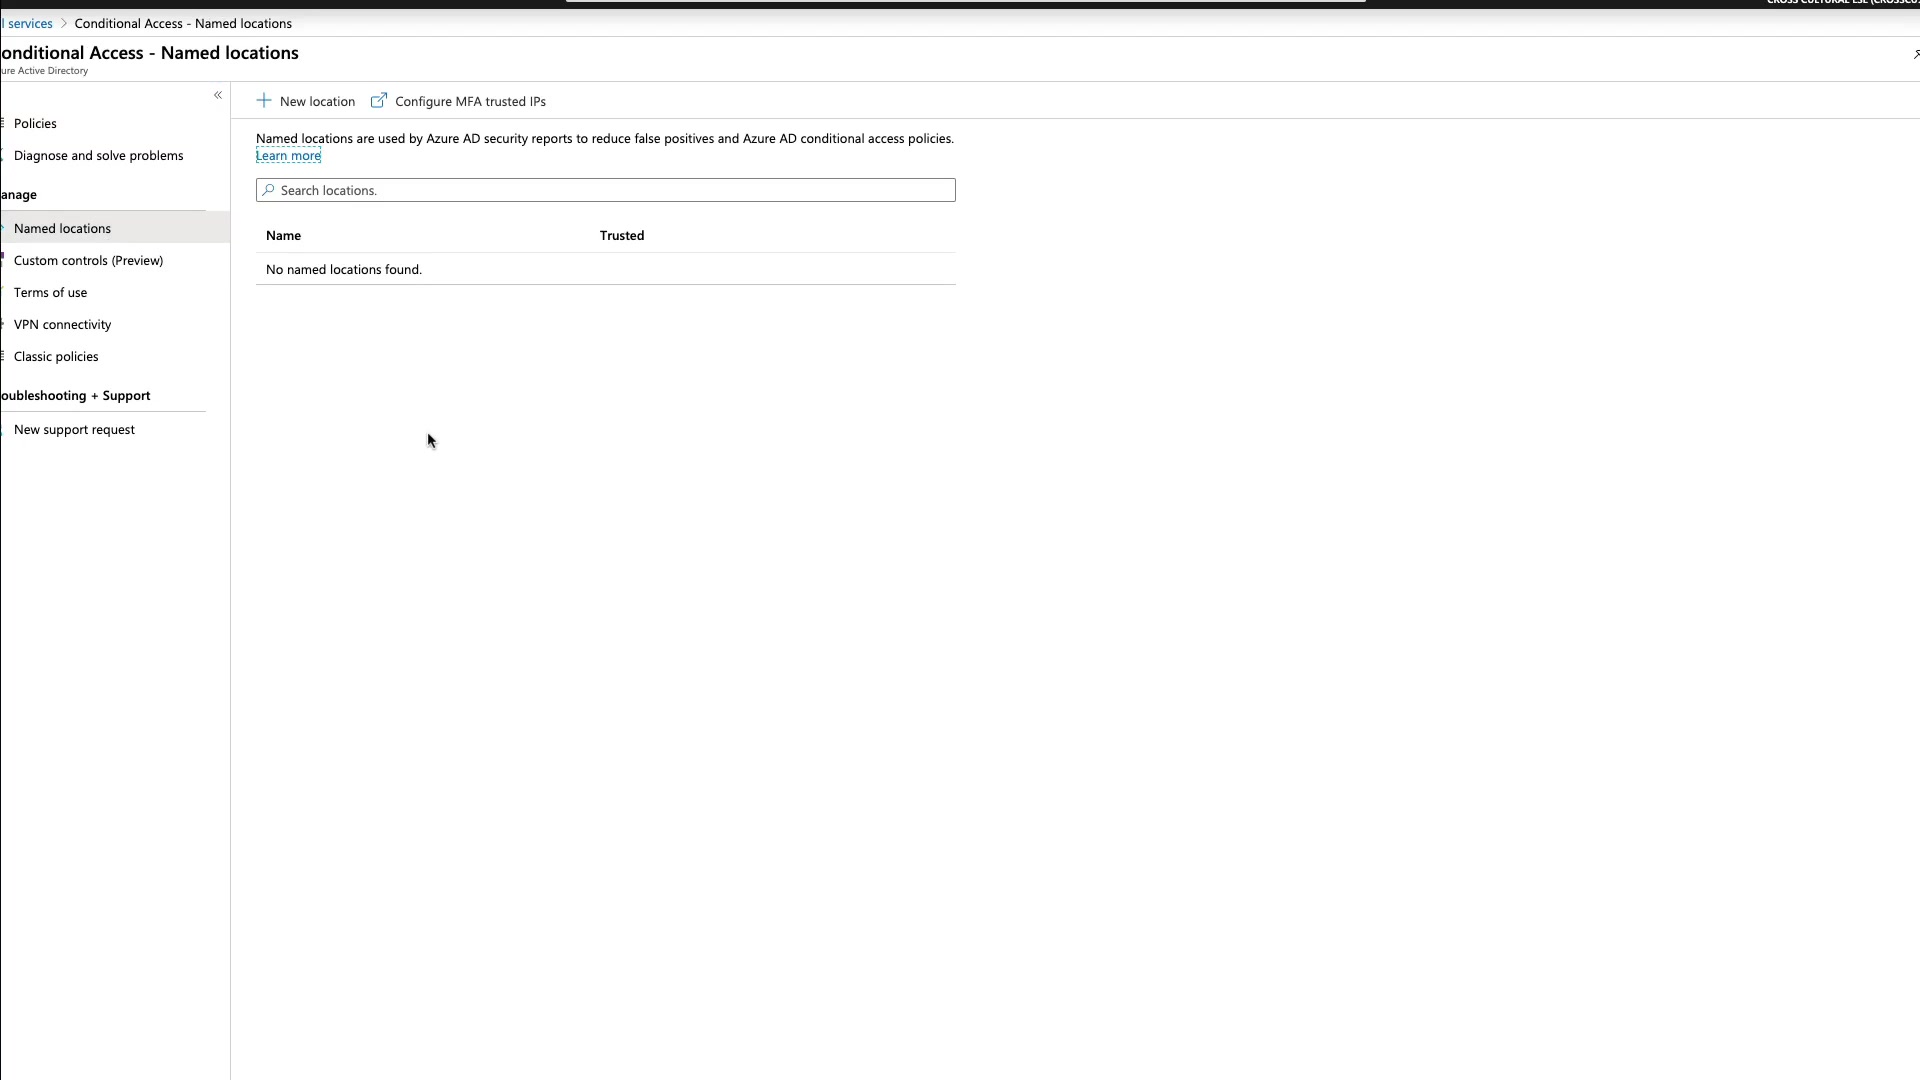 services > Conditional Access - Named locations
onditional Access - Named locations
ure Active Directory
«
New location
Configure MFA trusted IPs
Policies
Diagnose and solve problems
anage
Named locations
Custom controls (Preview)
Terms of use
VPN connectivity
Classic policies
oubleshooting + Support
New support request
Named locations are used by Azure AD security reports to reduce false positives and Azure AD conditional access policies.
Learn more
Search locations.
Name Trusted
No named locations found.